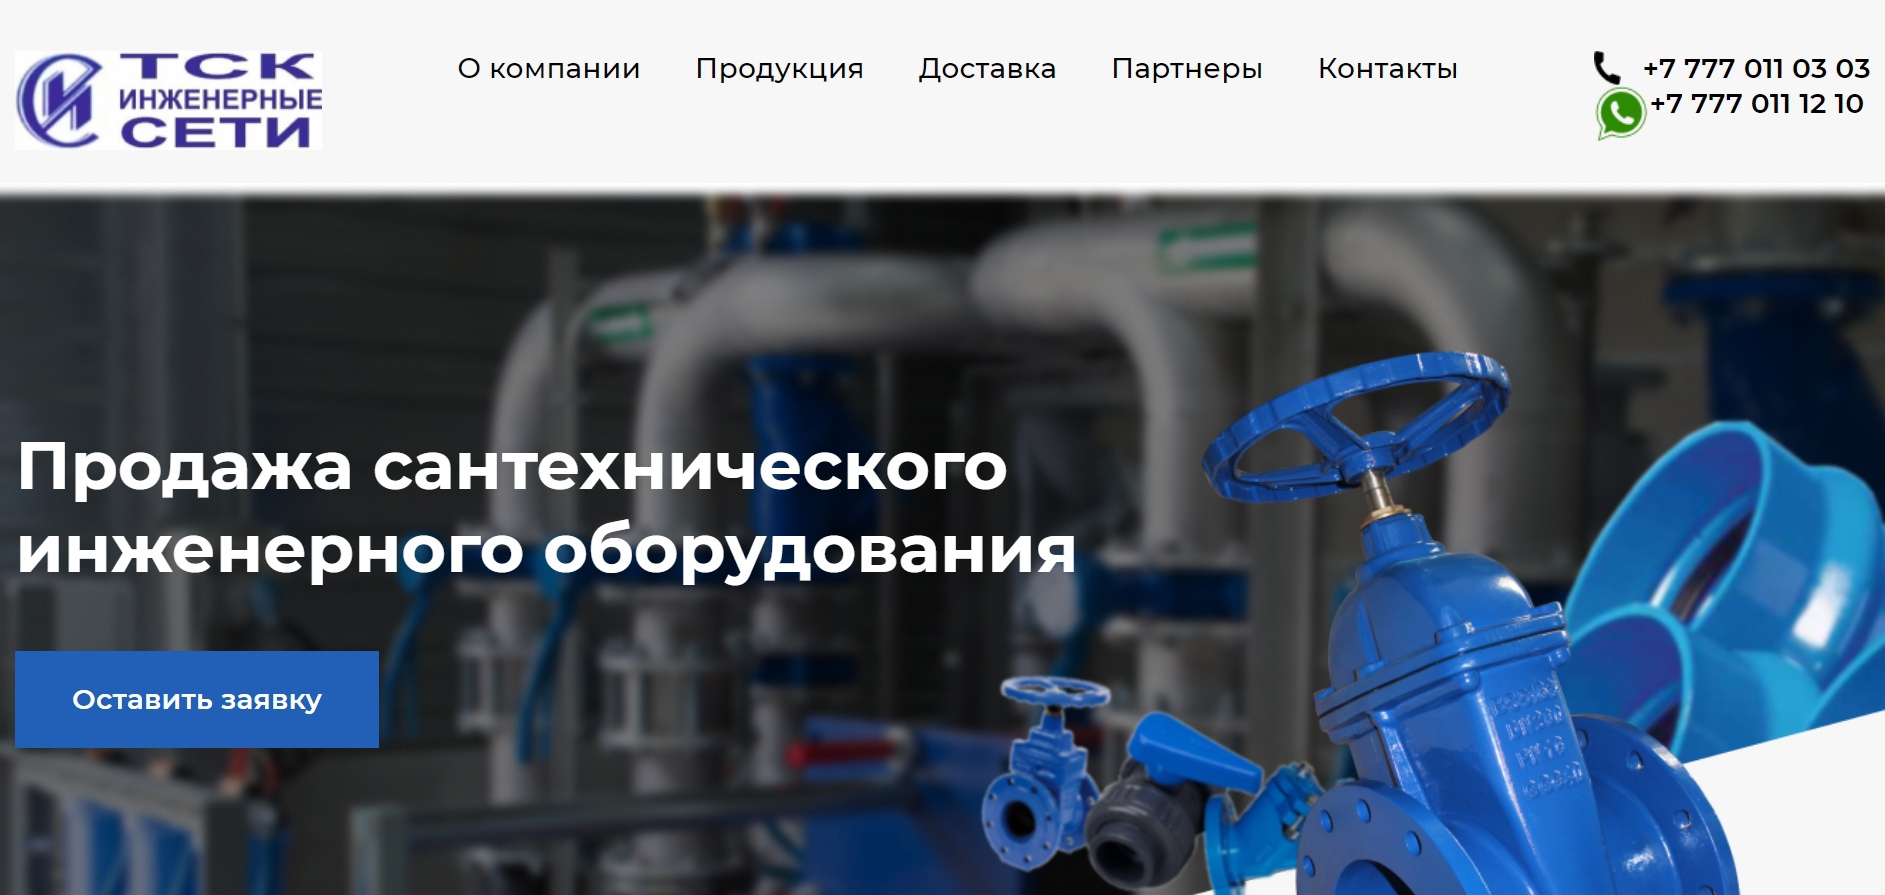 ТСК
ИНЖЕНЕРНЫЕ
СЕТИ
О компании
Продукция
Доставка
Партнеры
Контакты
+7 777 011 03 03
+7 777 011 12 10
Продажа сантехнического
инженерного оборудования
Оставить заявку